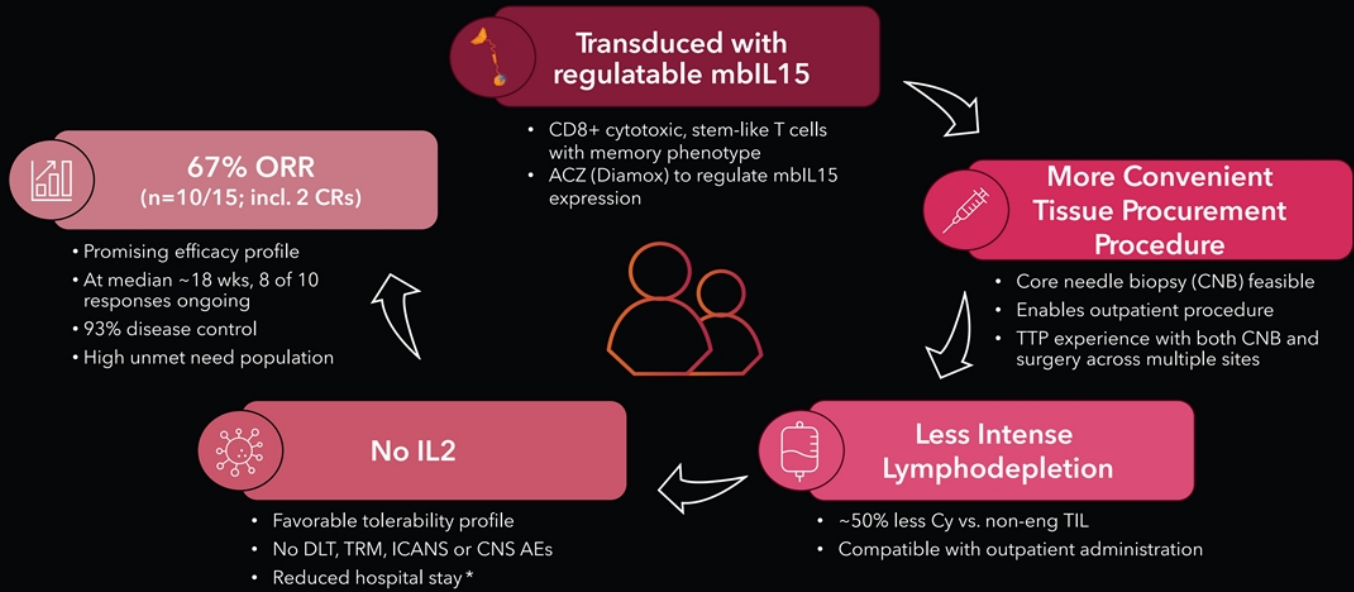 Transduced with
regulatable mbIL15
• CD8+ cytotoxic, stem-like T cells
with memory phenotype
• ACZ (Diamox) to regulate mbIL15
expression
More Convenient
Tissue Procurement
Procedure
• Core needle biopsy (CNB) feasible
• Enables outpatient procedure
• TTP experience with both CNB and
surgery across multiple sites
Less Intense
Lymphodepletion
• ~50% less Cy vs. non-eng TIL
• Compatible with outpatient administration
No IL2
• Favorable tolerability profile
• No DLT, TRM, ICANS or CNS AEs
• Reduced hospital stay*
67% ORR
(n=10/15; incl. 2 CRs)
• Promising efficacy profile
• At median ~18 wks, 8 of 10
responses ongoing
• 93% disease control
• High unmet need population